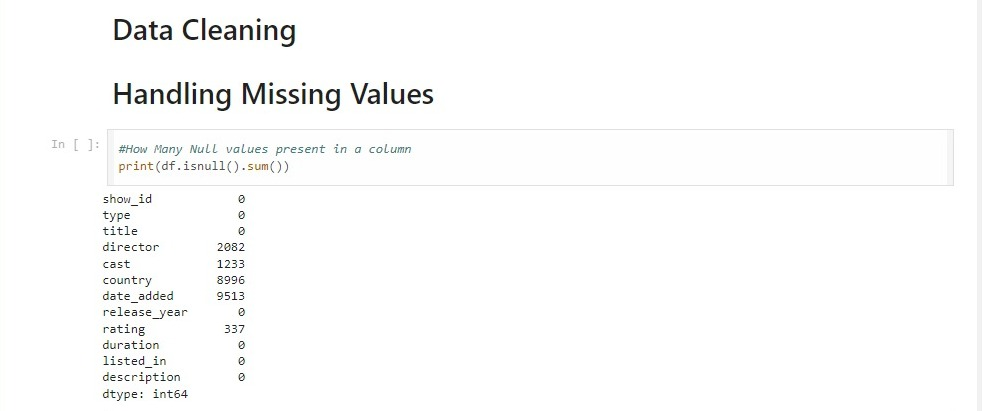 Data Cleaning
Handling Missing Values
In [ ]:
#How Many Null values present in a column
print(df.isnull().sum())
show_id 0
type 0
title 0
director 2082
cast 1233
country 8996
date_added 9513
release_year 0
rating 337
duration 0
listed_in 0
description 0
dtype: int64